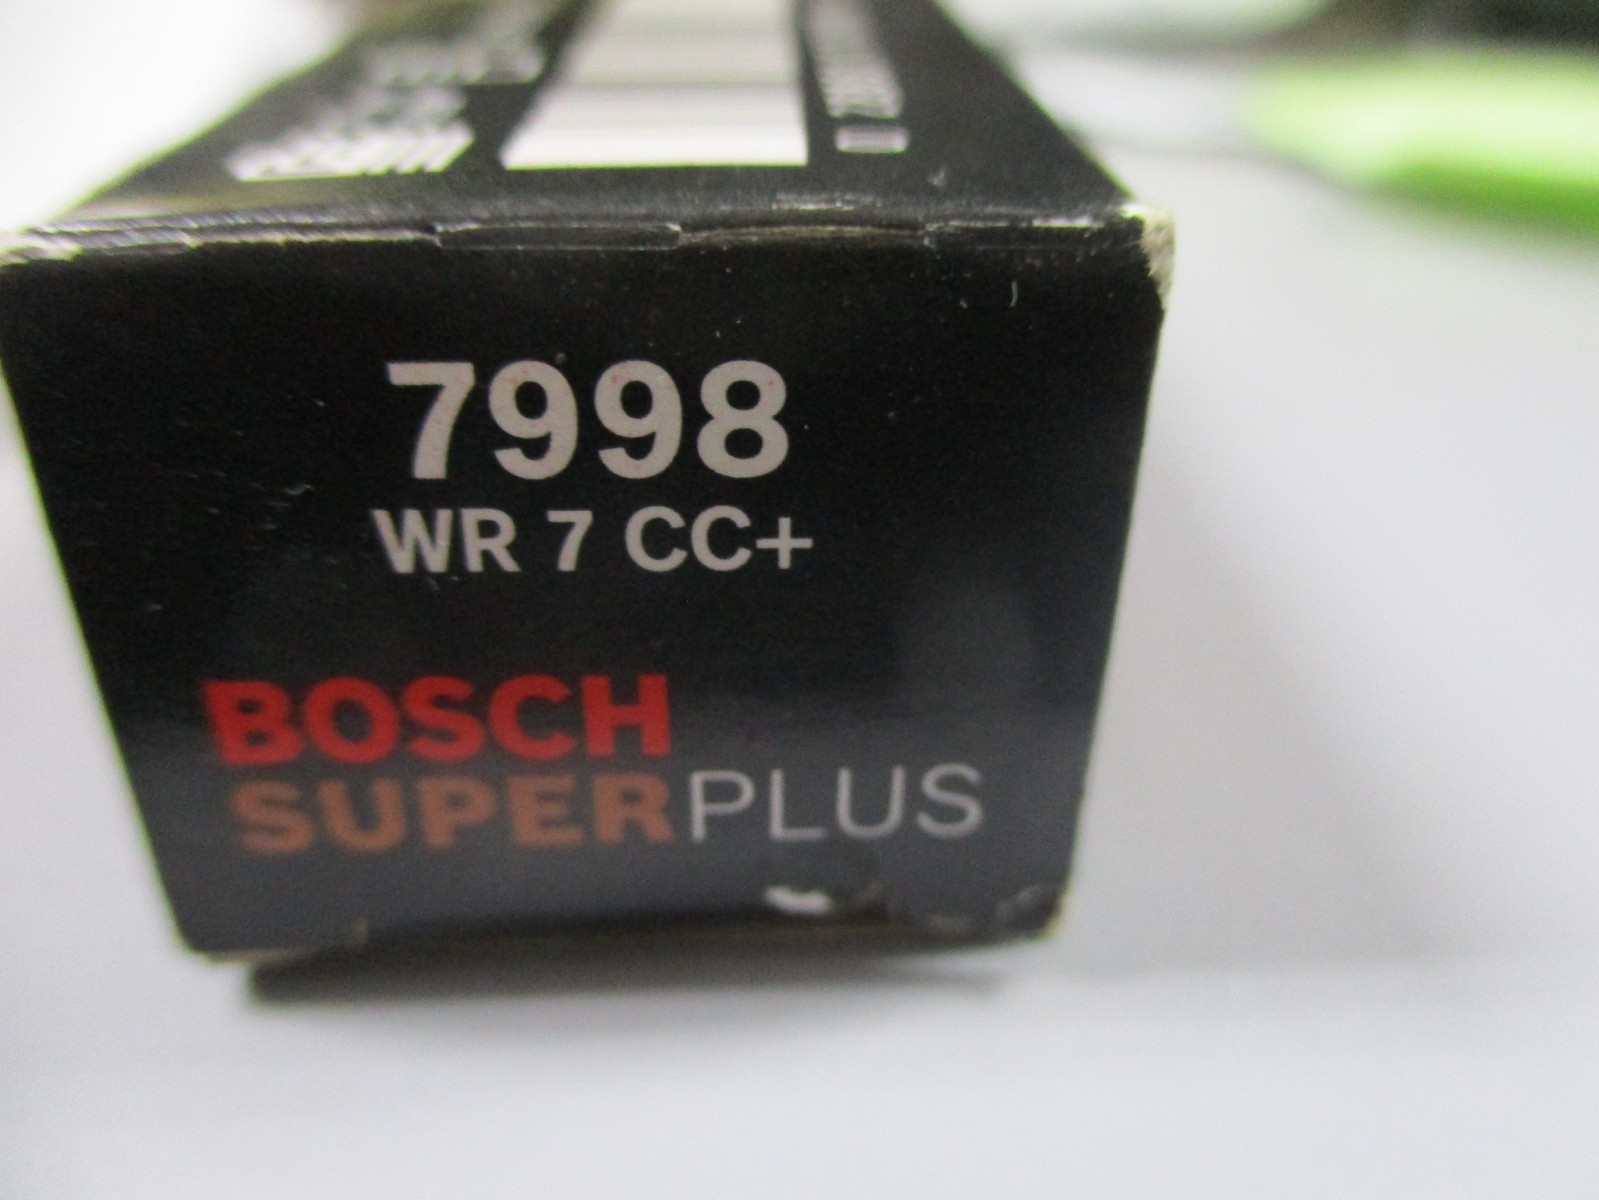 7998
WR 7 CC+
BOSCH
SUPERPLUS